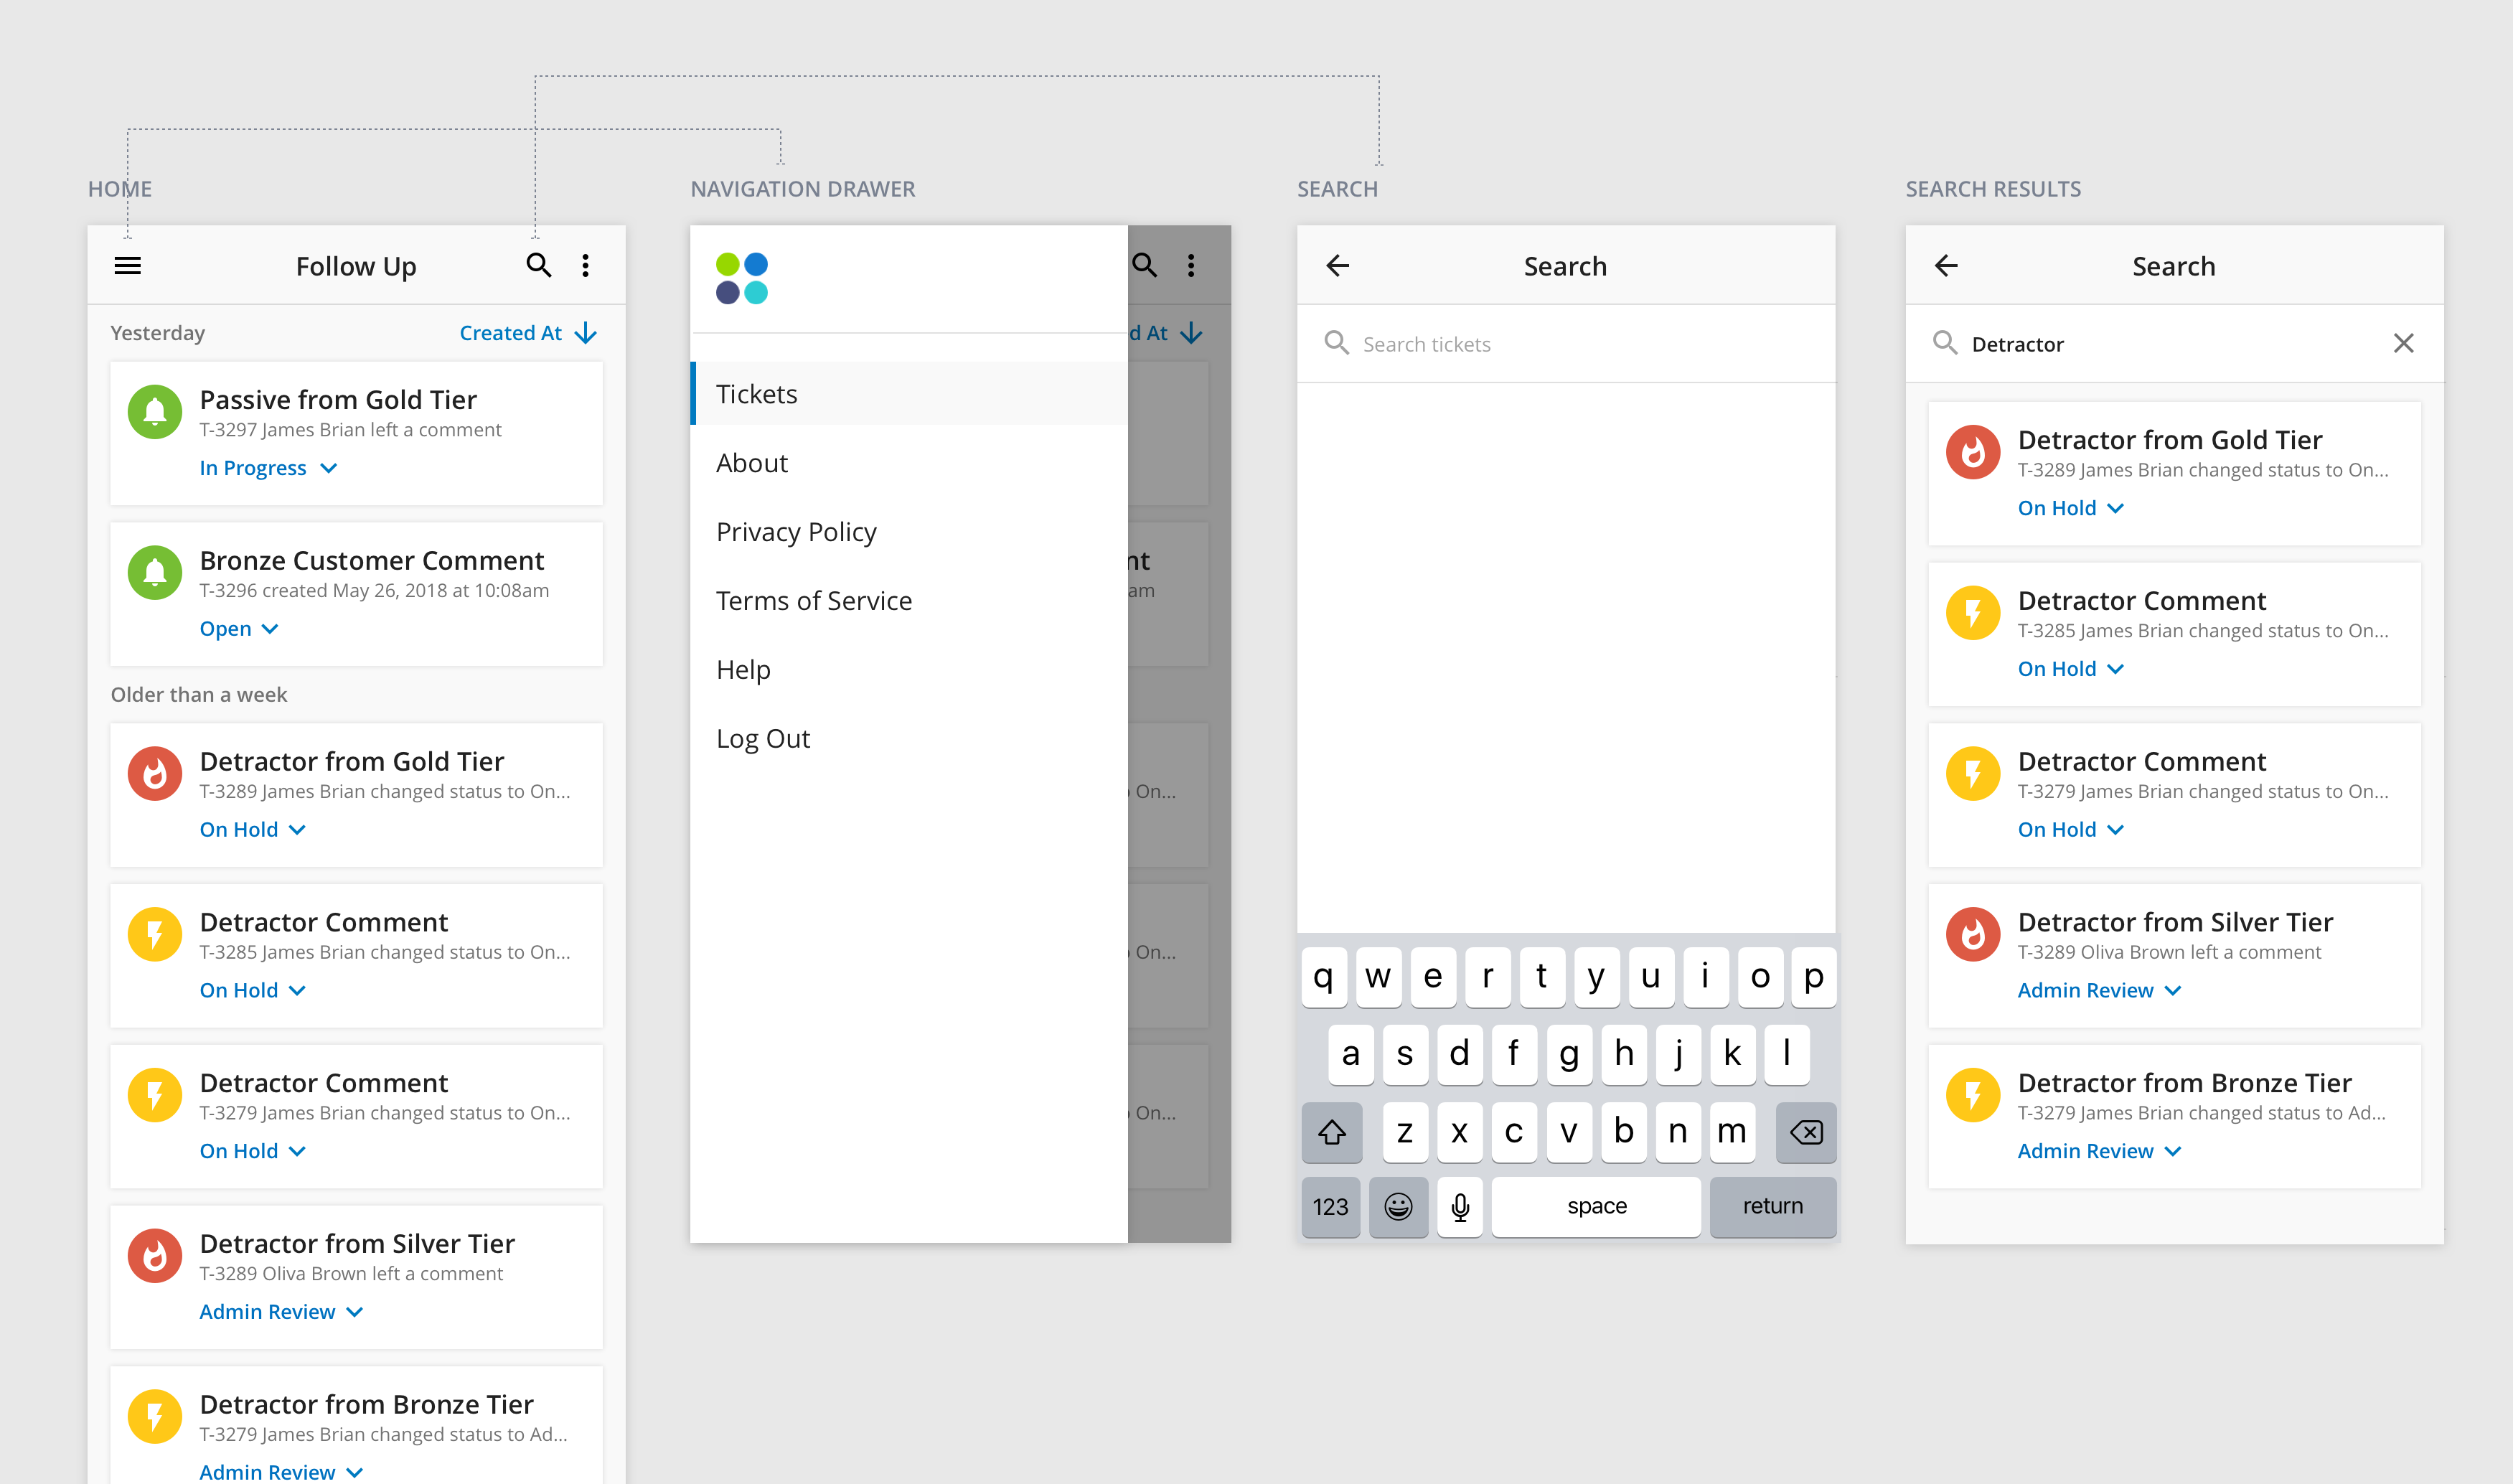 HOME
Follow Up
Yesterday
Created At
Passive from Gold Tier
T-3297 James Brian left a comment
In Progress
Bronze Customer Comment
T-3296 created May 26, 2018 at 10:08am
Open
Older than a week
Detractor from Gold Tier
T-3289 James Brian changed status to On...
On Hold
Detractor Comment
T-3285 James Brian changed status to On...
On Hold
Detractor Comment
T-3279 James Brian changed status to On...
On Hold
Detractor from Silver Tier
T-3289 Oliva Brown left a comment
Admin Review
Detractor from Bronze Tier
T-3279 James Brian changed status to Ad...
Admin Review
NAVIGATION DRAWER
Tickets
About
Privacy Policy
Terms of Service
Help
Log Out
d At
nt
am
On...
On...
On...
SEARCH
Search
Search tickets
q w e r t y u i o p
a s d f g h j k l
z x c v b n m
123 space return
SEARCH RESULTS
Search
Detractor
Detractor from Gold Tier
T-3289 James Brian changed status to On...
On Hold
Detractor Comment
T-3285 James Brian changed status to On...
On Hold
Detractor Comment
T-3279 James Brian changed status to On...
On Hold
Detractor from Silver Tier
T-3289 Oliva Brown left a comment
Admin Review
Detractor from Bronze Tier
T-3279 James Brian changed status to Ad...
Admin Review